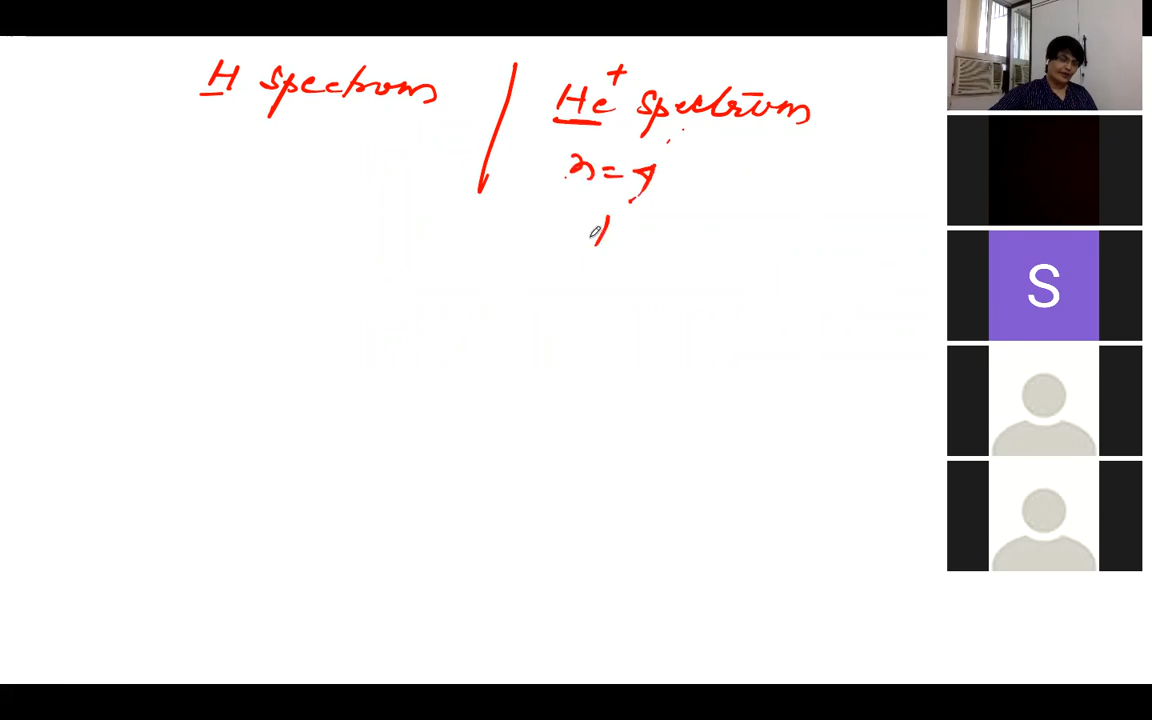 H spectrum
He⁺ spectrum
n = 4
S